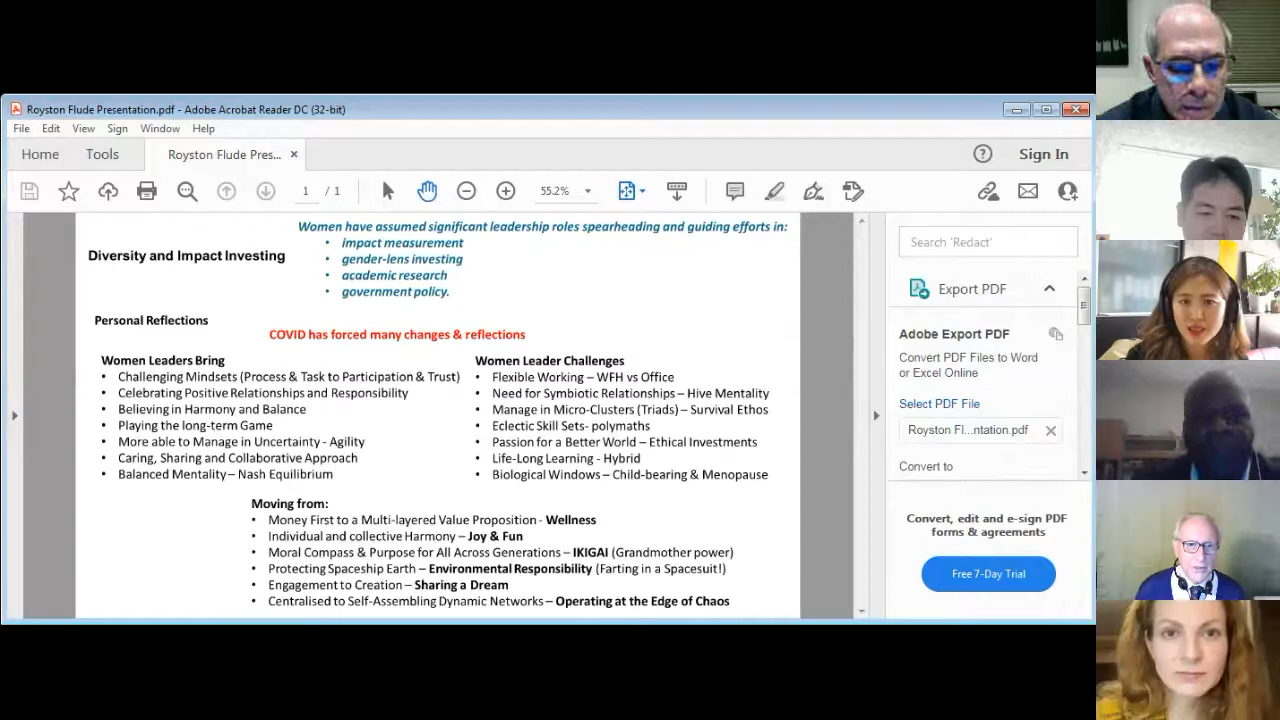 Royston Flude Presentation.pdf - Adobe Acrobat Reader DC (32-bit)
File Edit View Sign Window Help
Home Tools Royston Flude Pres... × Sign In
1 / 1 55.2%
Women have assumed significant leadership roles spearheading and guiding efforts in:
• impact measurement
Diversity and Impact Investing
• gender-lens investing
• academic research
• government policy.
Personal Reflections
COVID has forced many changes & reflections
Women Leaders Bring
• Challenging Mindsets (Process & Task to Participation & Trust)
• Celebrating Positive Relationships and Responsibility
• Believing in Harmony and Balance
• Playing the long-term Game
• More able to Manage in Uncertainty - Agility
• Caring, Sharing and Collaborative Approach
• Balanced Mentality – Nash Equilibrium
Women Leader Challenges
• Flexible Working – WFH vs Office
• Need for Symbiotic Relationships – Hive Mentality
• Manage in Micro-Clusters (Triads) – Survival Ethos
• Eclectic Skill Sets- polymaths
• Passion for a Better World – Ethical Investments
• Life-Long Learning - Hybrid
• Biological Windows – Child-bearing & Menopause
Moving from:
• Money First to a Multi-layered Value Proposition - Wellness
• Individual and collective Harmony – Joy & Fun
• Moral Compass & Purpose for All Across Generations – IKIGAI (Grandmother power)
• Protecting Spaceship Earth – Environmental Responsibility (Farting in a Spacesuit!)
• Engagement to Creation – Sharing a Dream
• Centralised to Self-Assembling Dynamic Networks – Operating at the Edge of Chaos
Search 'Redact'
Export PDF
Adobe Export PDF
Convert PDF Files to Word
or Excel Online
Select PDF File
Royston Fl...ntation.pdf
Convert to
Convert, edit and e-sign PDF
forms & agreements
Free 7-Day Trial